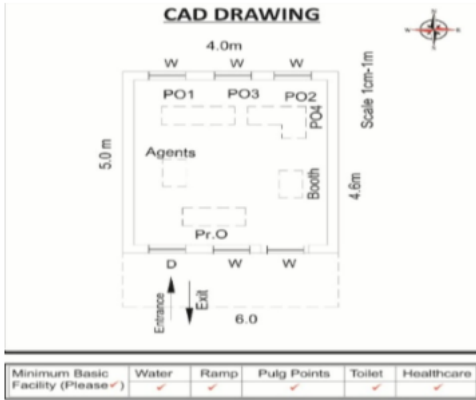 CAD DRAWING
4.0m
W W W
PO1 PO3 PO2
PO4
Scale 1cm-1m
5.0 m
Agents
Booth
4.6m
Pr.O
D W W
Entrance
Exit
6.0
Minimum Basic Facility (Please✓) Water Ramp Pulg Points Toilet Healthcare
✓ ✓ ✓ ✓ ✓